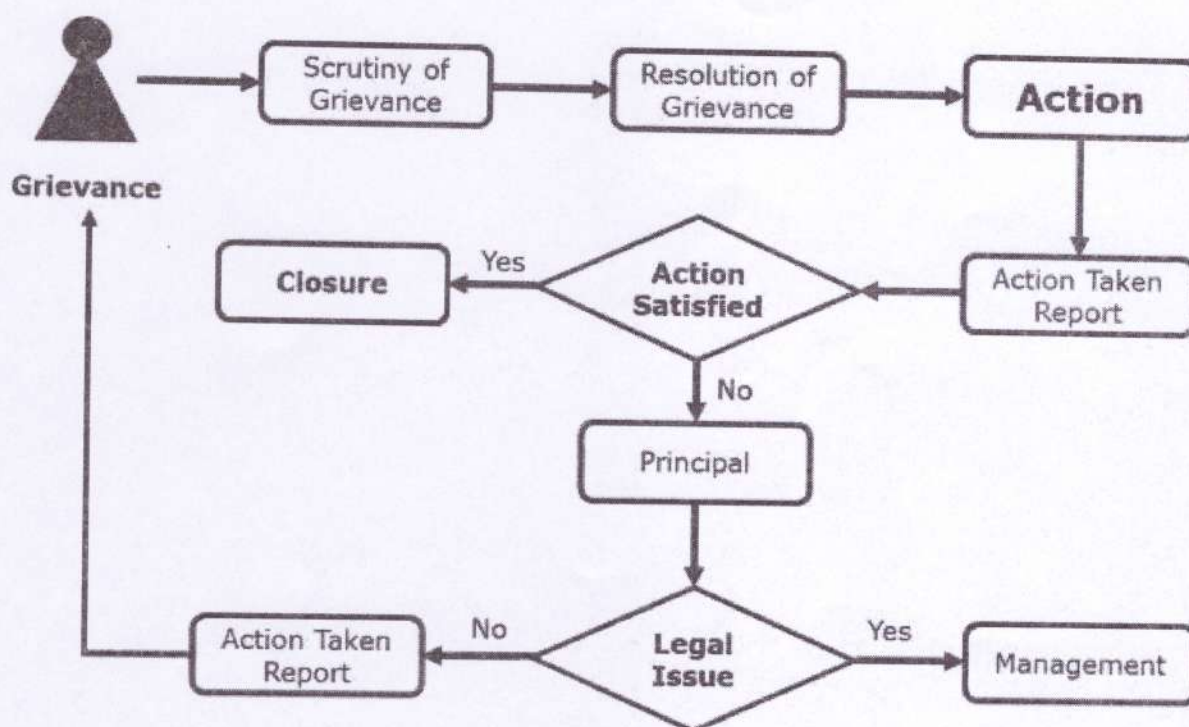 Scrutiny of
Grievance
Resolution of
Grievance
Action
Grievance
Closure
Yes
Action
Satisfied
Action Taken
Report
No
Principal
Action Taken
Report
No
Legal
Issue
Yes
Management